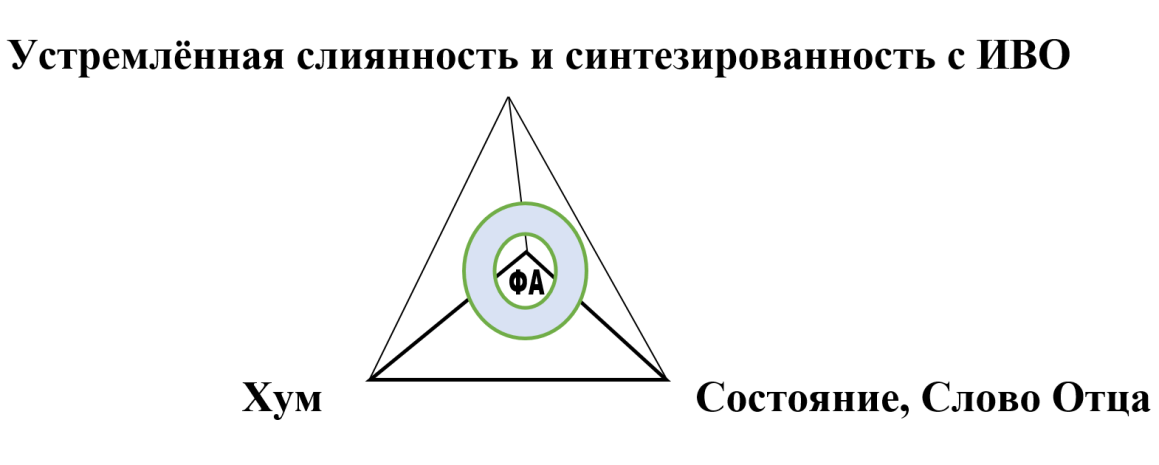 Устремлённая слиянность и синтезированность с ИВО
ФА
Хум
Состояние, Слово Отца